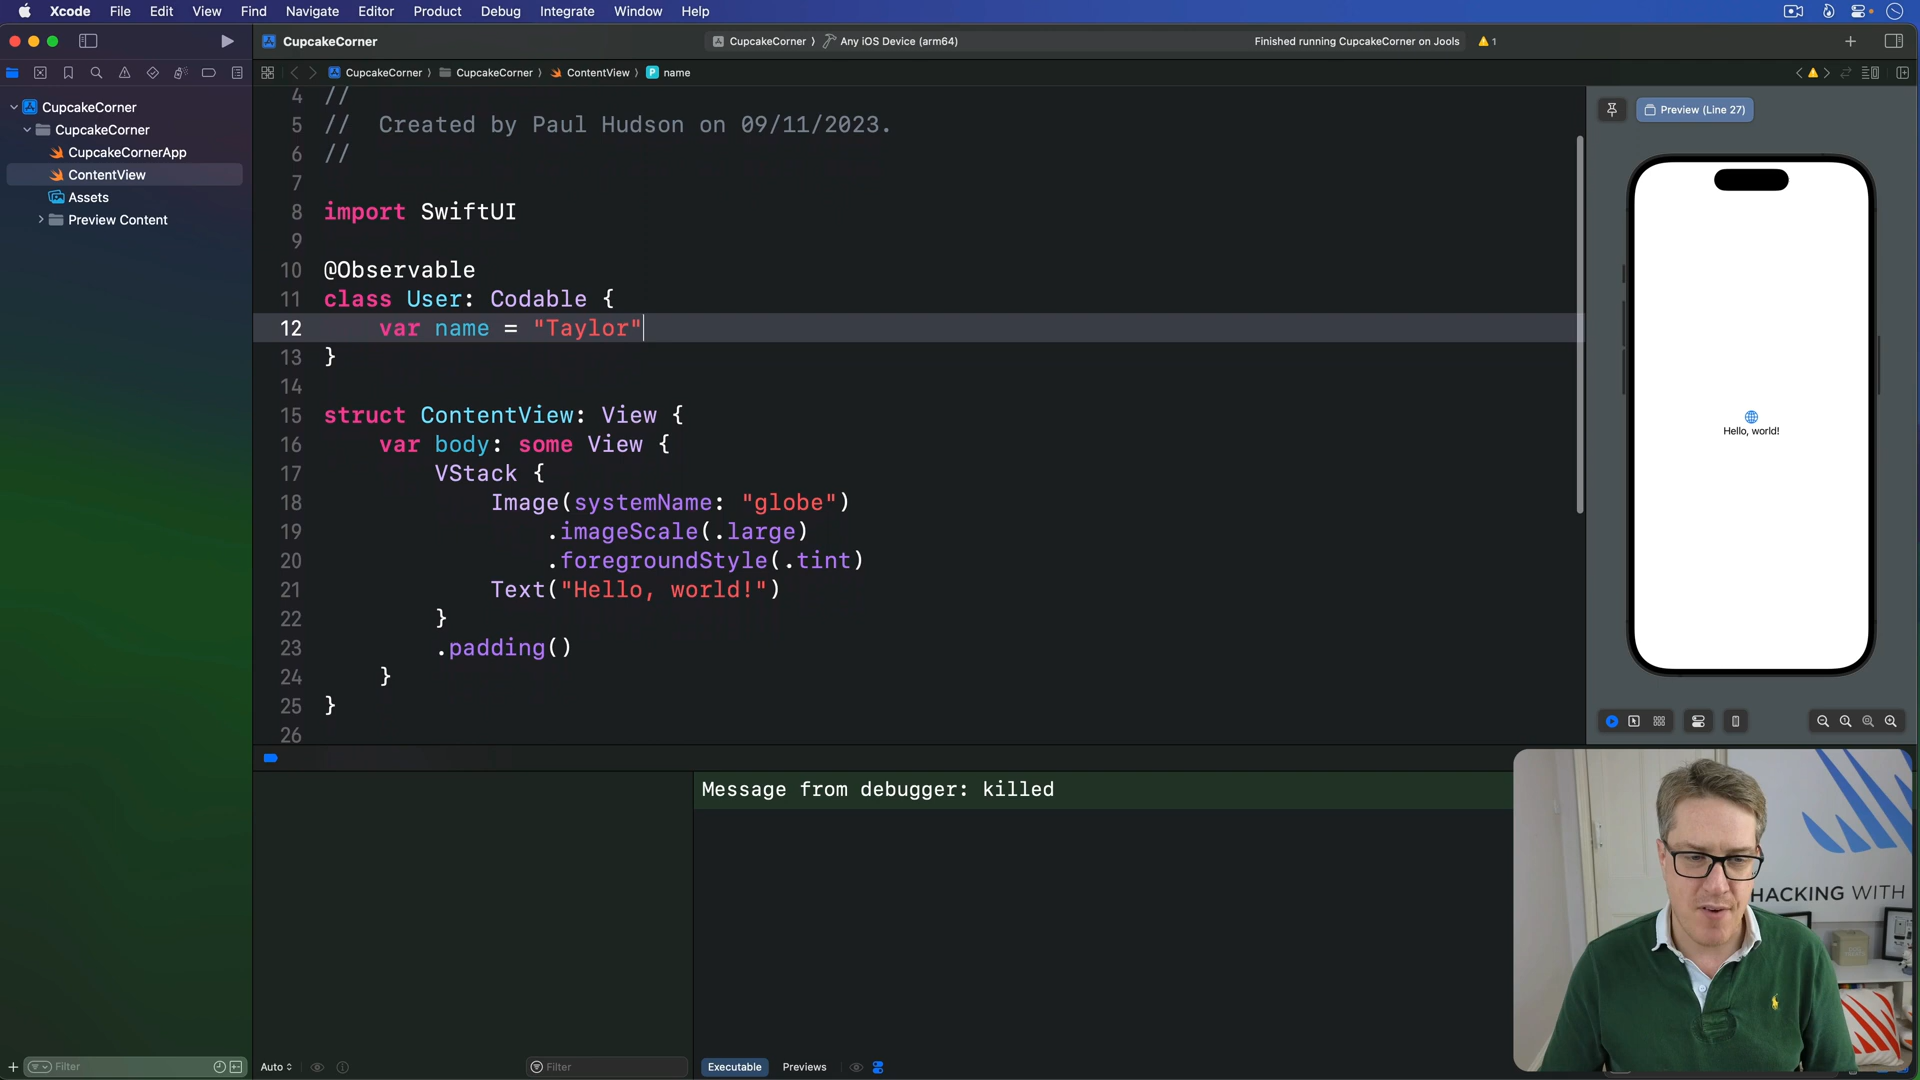 Xcode File Edit View Find Navigate Editor Product Debug Integrate Window Help
CupcakeCorner
CupcakeCorner 〉 Any iOS Device (arm64)
Finished running CupcakeCorner on Jools
1
CupcakeCorner 〉 CupcakeCorner 〉 ContentView 〉 P name
CupcakeCorner
CupcakeCorner
CupcakeCornerApp
ContentView
Assets
Preview Content
4 //
5 //  Created by Paul Hudson on 09/11/2023.
6 //
7
8 import SwiftUI
9
10 @Observable
11 class User: Codable {
12     var name = "Taylor"
13 }
14
15 struct ContentView: View {
16     var body: some View {
17         VStack {
18             Image(systemName: "globe")
19                 .imageScale(.large)
20                 .foregroundStyle(.tint)
21             Text("Hello, world!")
22         }
23         .padding()
24     }
25 }
26
Preview (Line 27)
Hello, world!
Message from debugger: killed
HACKING WITH
Filter
Auto
Filter
Executable Previews